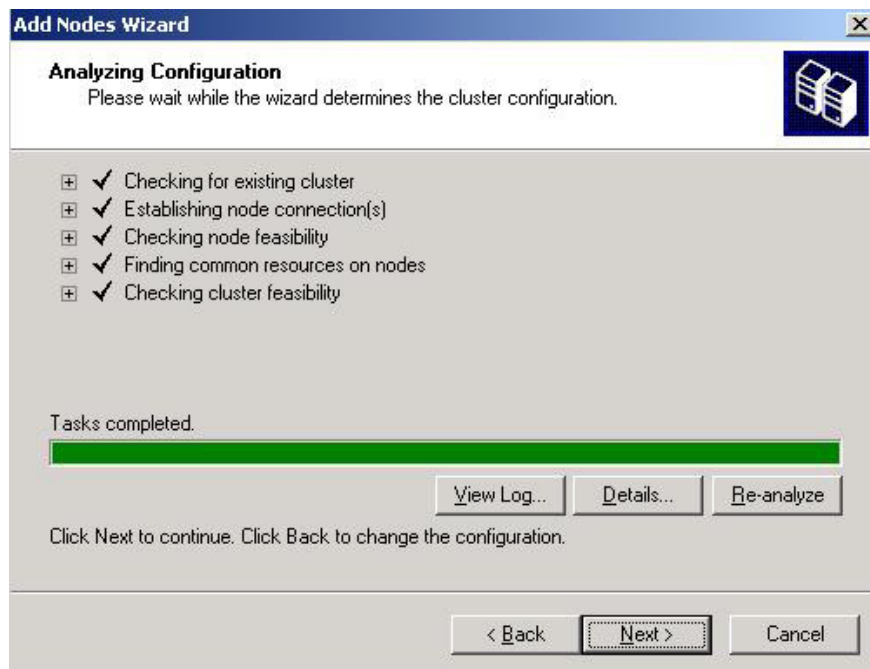 Add Nodes Wizard
Analyzing Configuration
Please wait while the wizard determines the cluster configuration.
Checking for existing cluster
Establishing node connection(s)
Checking node feasibility
Finding common resources on nodes
Checking cluster feasibility
Tasks completed.
View Log... Details... Re-analyze
Click Next to continue. Click Back to change the configuration.
< Back Next > Cancel